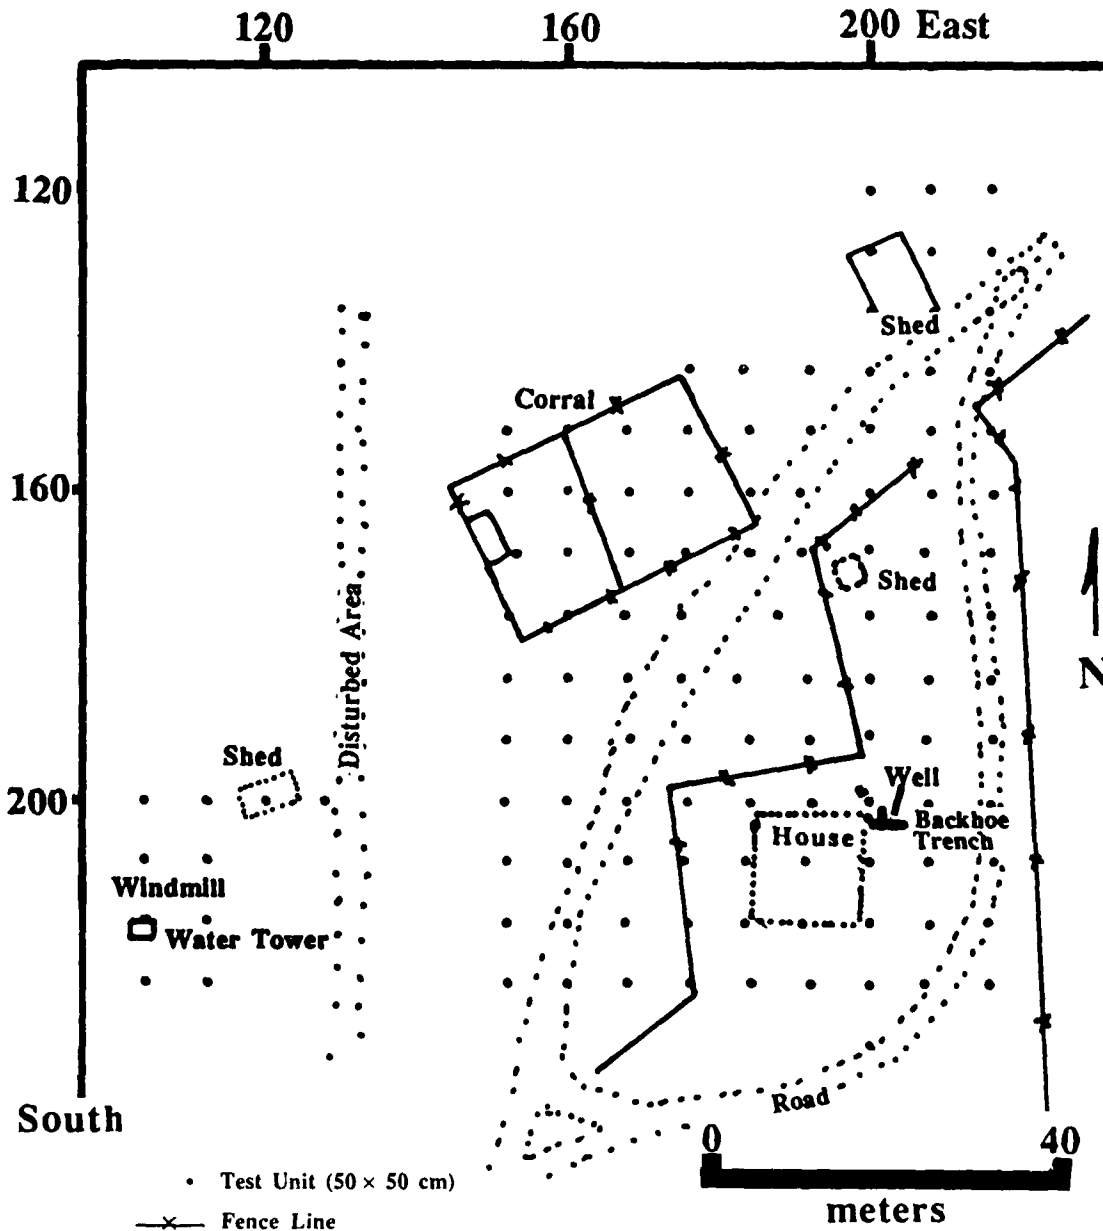 120 160 200 East
120
Shed
Corral
160
Shed
Disturbed Area
Shed
Well
200
Backhoe
House
Trench
Windmill
Water Tower
N
Road
South
0 40
• Test Unit (50 × 50 cm)
meters
Fence Line